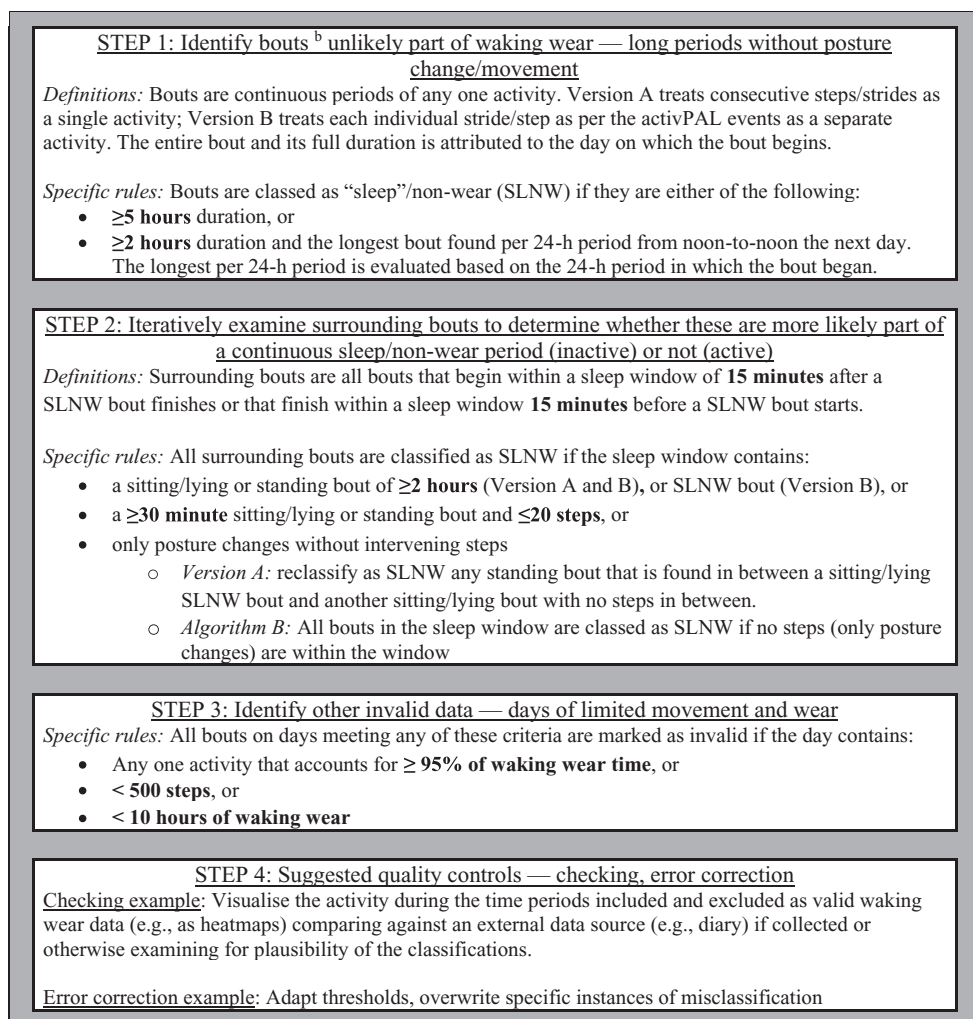 STEP 1: Identify bouts b unlikely part of waking wear — long periods without posture
change/movement
Definitions: Bouts are continuous periods of any one activity. Version A treats consecutive steps/strides as
a single activity; Version B treats each individual stride/step as per the activPAL events as a separate
activity. The entire bout and its full duration is attributed to the day on which the bout begins.
Specific rules: Bouts are classed as “sleep”/non-wear (SLNW) if they are either of the following:
• ≥5 hours duration, or
• ≥2 hours duration and the longest bout found per 24-h period from noon-to-noon the next day.
The longest per 24-h period is evaluated based on the 24-h period in which the bout began.
STEP 2: Iteratively examine surrounding bouts to determine whether these are more likely part of
a continuous sleep/non-wear period (inactive) or not (active)
Definitions: Surrounding bouts are all bouts that begin within a sleep window of 15 minutes after a
SLNW bout finishes or that finish within a sleep window 15 minutes before a SLNW bout starts.
Specific rules: All surrounding bouts are classified as SLNW if the sleep window contains:
• a sitting/lying or standing bout of ≥2 hours (Version A and B), or SLNW bout (Version B), or
• a ≥30 minute sitting/lying or standing bout and ≤20 steps, or
• only posture changes without intervening steps
o Version A: reclassify as SLNW any standing bout that is found in between a sitting/lying
SLNW bout and another sitting/lying bout with no steps in between.
o Algorithm B: All bouts in the sleep window are classed as SLNW if no steps (only posture
changes) are within the window
STEP 3: Identify other invalid data — days of limited movement and wear
Specific rules: All bouts on days meeting any of these criteria are marked as invalid if the day contains:
• Any one activity that accounts for ≥ 95% of waking wear time, or
• < 500 steps, or
• < 10 hours of waking wear
STEP 4: Suggested quality controls — checking, error correction
Checking example: Visualise the activity during the time periods included and excluded as valid waking
wear data (e.g., as heatmaps) comparing against an external data source (e.g., diary) if collected or
otherwise examining for plausibility of the classifications.
Error correction example: Adapt thresholds, overwrite specific instances of misclassification